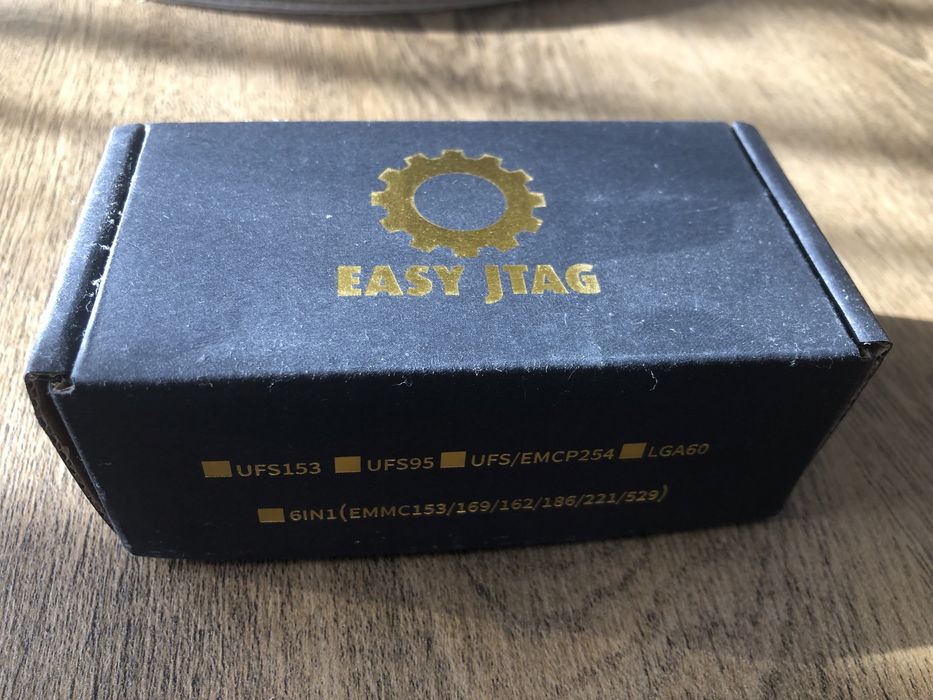 EASY JTAG
UFS153 UFS95 UFS/EMCP254 LGA60
6IN1(EMMC153/169/162/186/221/529)